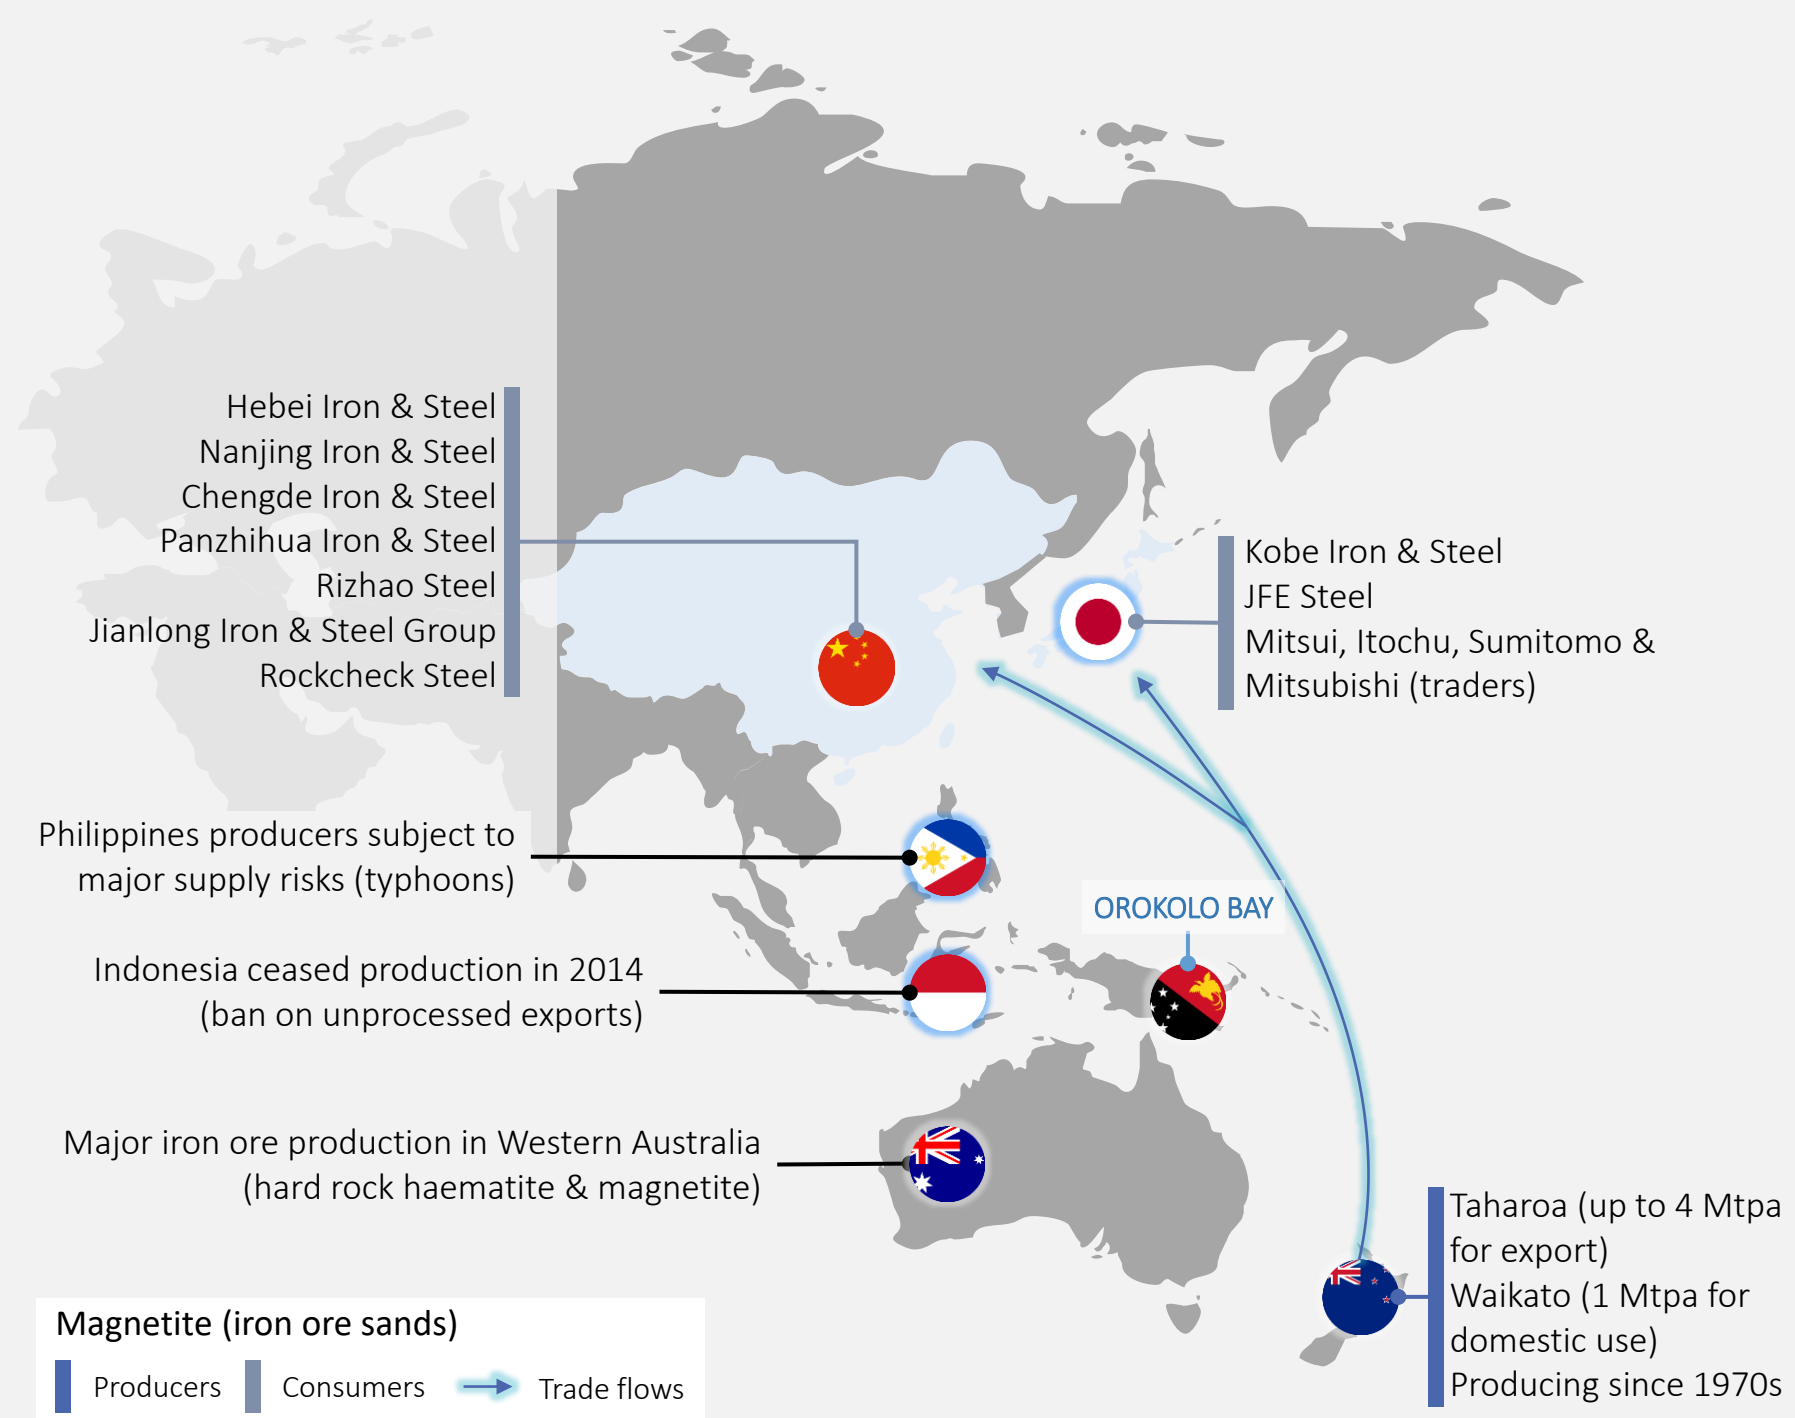 Hebei Iron & Steel
Nanjing Iron & Steel
Chengde Iron & Steel
Panzhihua Iron & Steel
Rizhao Steel
Jianlong Iron & Steel Group
Rockcheck Steel
Kobe Iron & Steel
JFE Steel
Mitsui, Itochu, Sumitomo &
Mitsubishi (traders)
Philippines producers subject to
major supply risks (typhoons)
OROKOLO BAY
Indonesia ceased production in 2014
(ban on unprocessed exports)
Major iron ore production in Western Australia
(hard rock haematite & magnetite)
Taharoa (up to 4 Mtpa
for export)
Waikato (1 Mtpa for
domestic use)
Producing since 1970s
Magnetite (iron ore sands)
Producers
Consumers
Trade flows